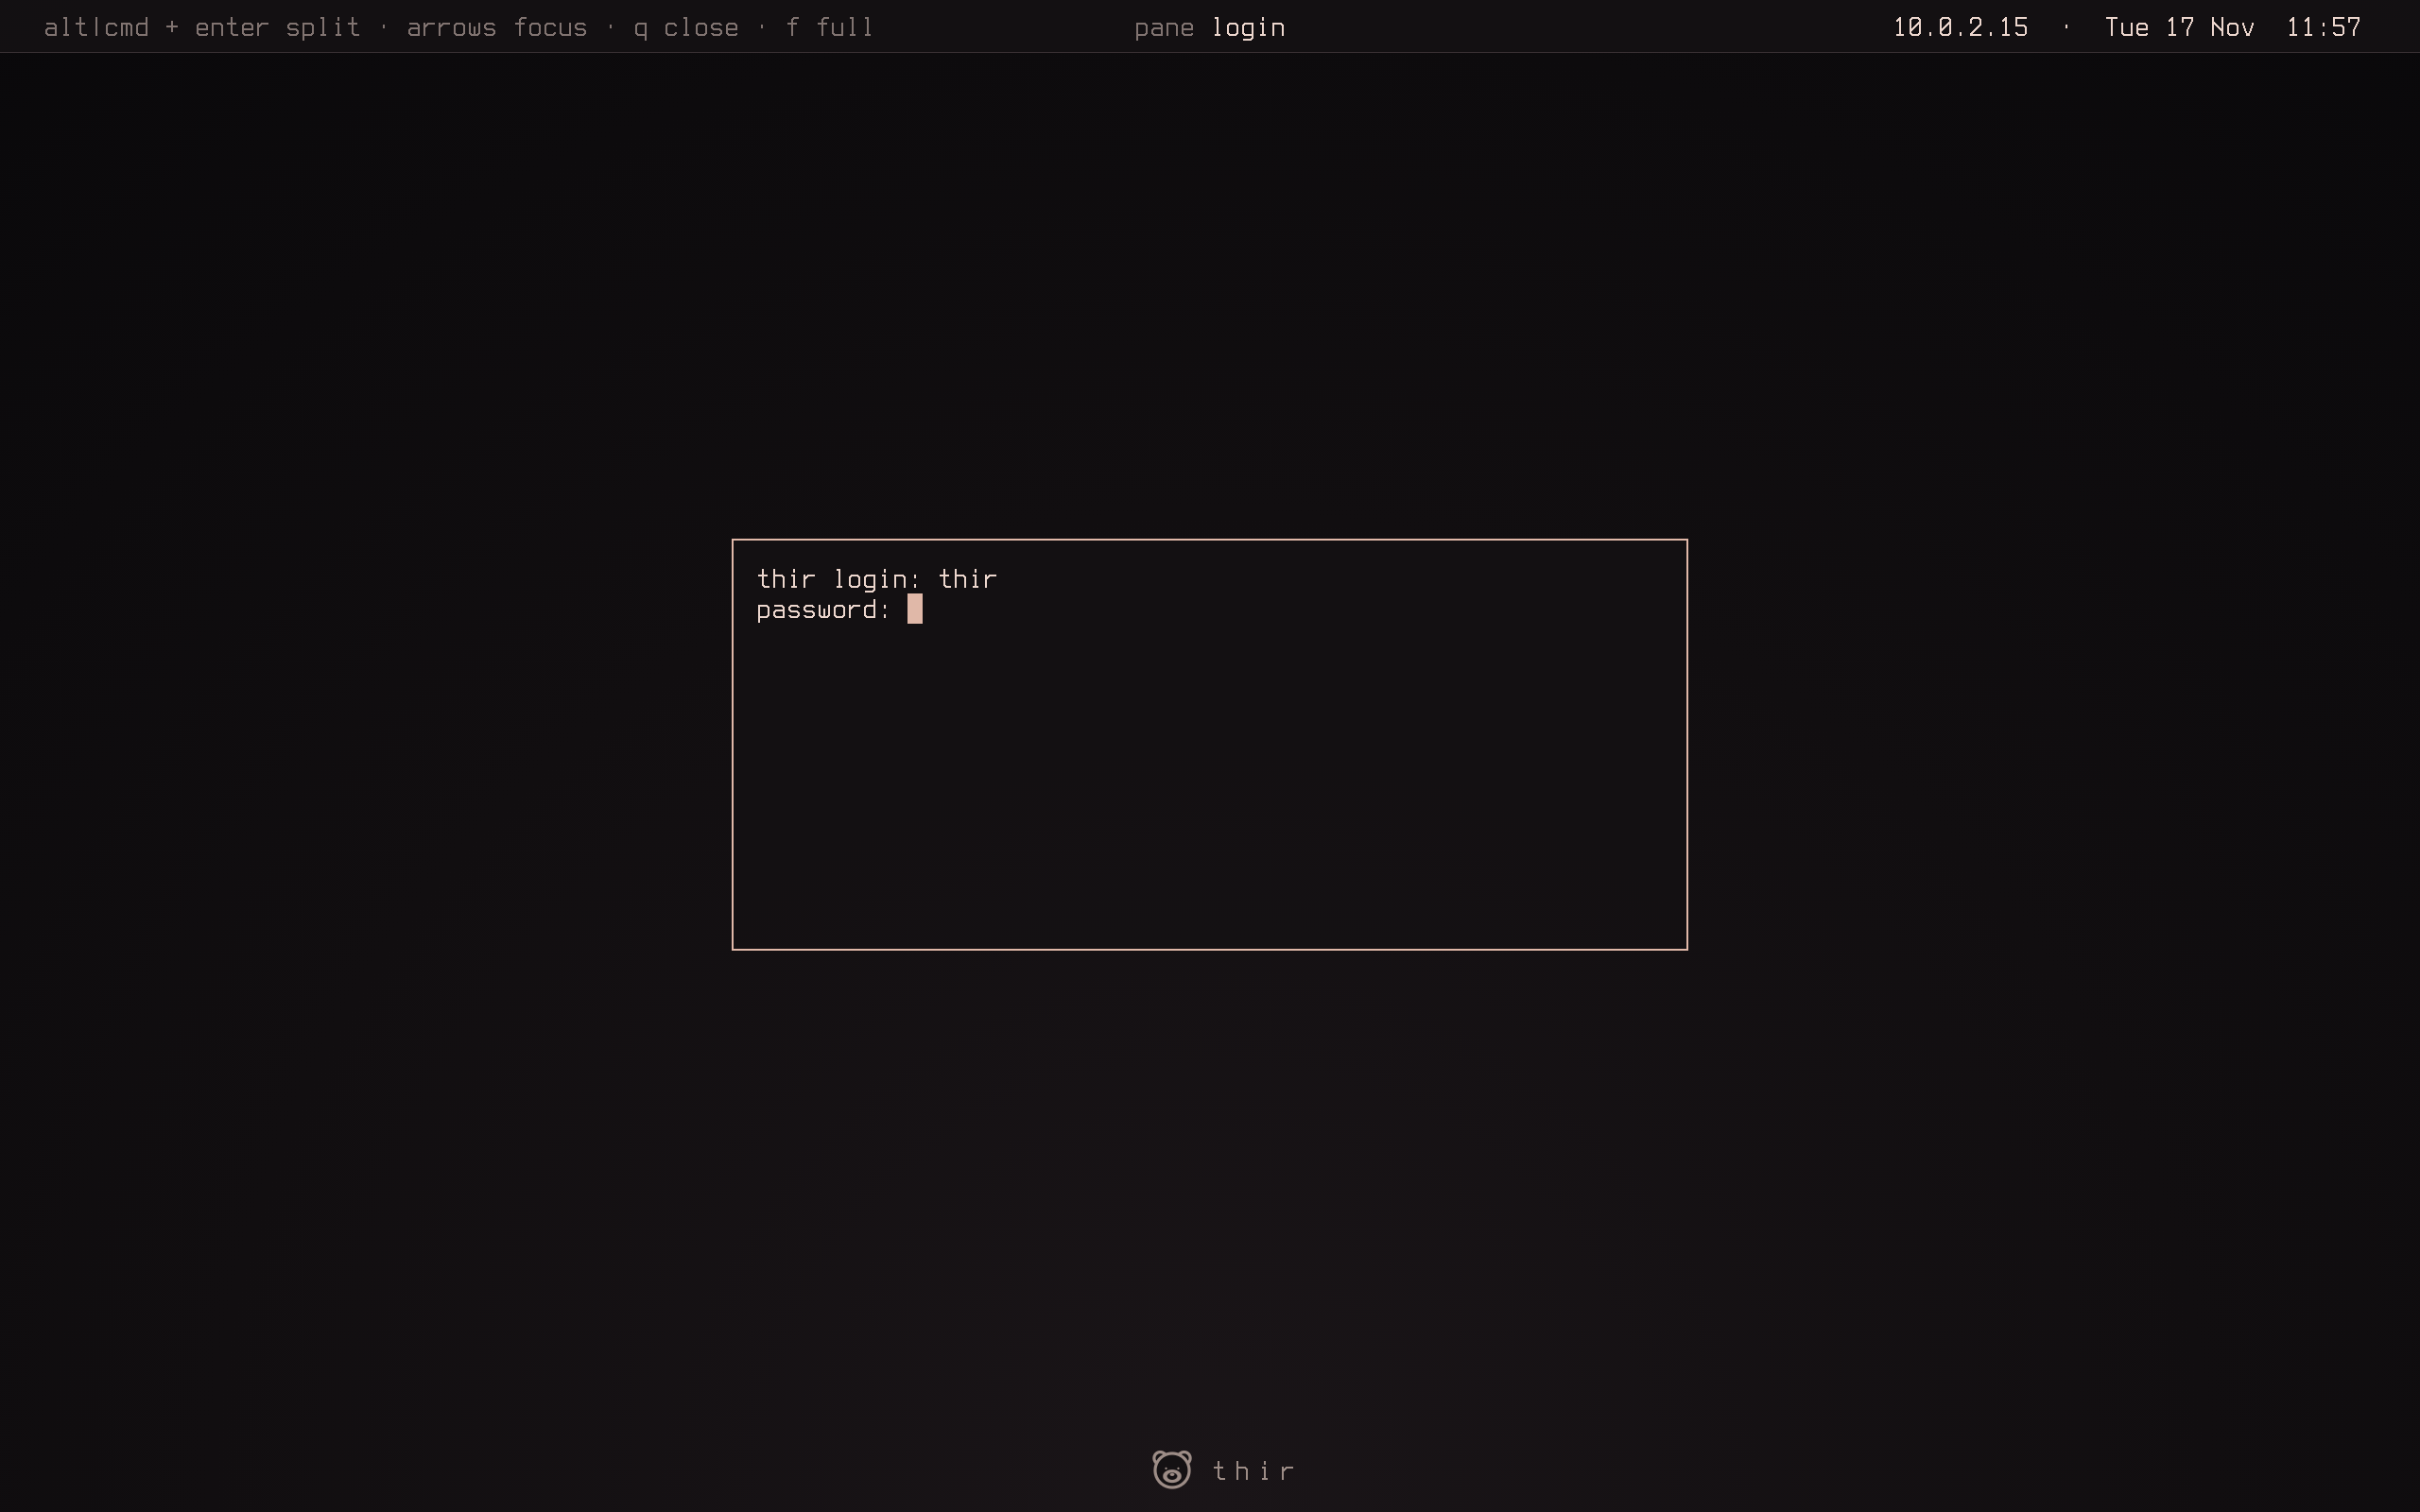 alt|cmd + enter split · arrows focus · q close · f full
pane login
10.0.2.15 · Tue 17 Nov 11:57
thir login: thir
password:
thir